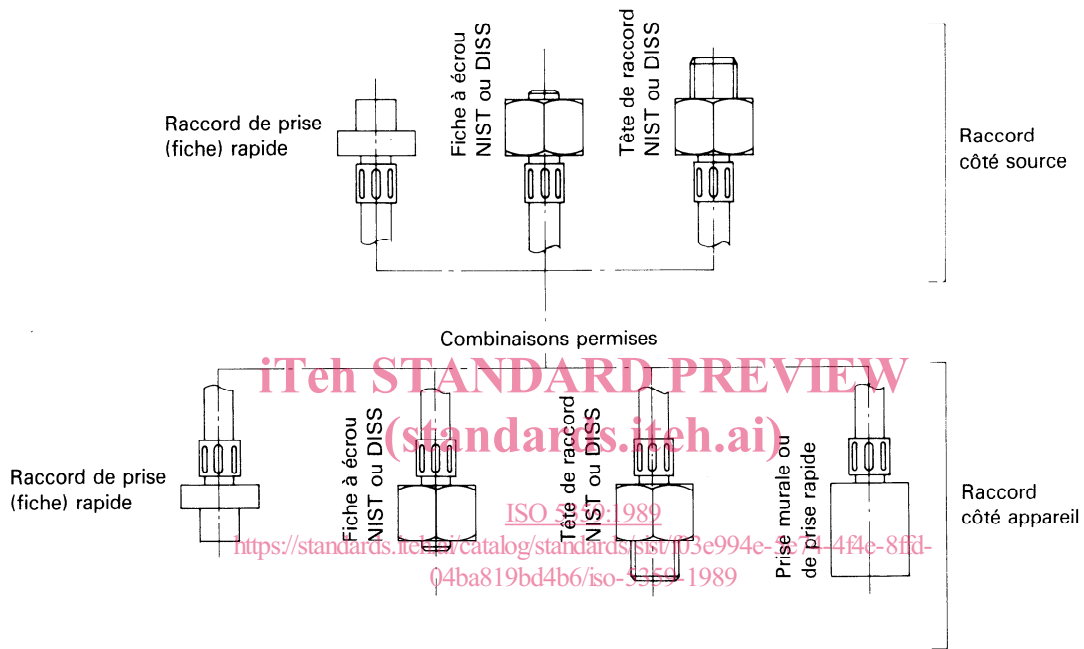 Raccord de prise
(fiche) rapide
Fiche à écrou
NIST ou DISS
Tête de raccord
NIST ou DISS
Raccord
côté source
Combinaisons permises
iTeh STANDARD PREVIEW
(standards.iteh.ai)
Raccord de prise
(fiche) rapide
Fiche à écrou
NIST ou DISS
Tête de raccord
NIST ou DISS
Prise murale ou
de prise rapide
Raccord
côté appareil
ISO 5359:1989
04ba819bd4b6/iso-5359-1989